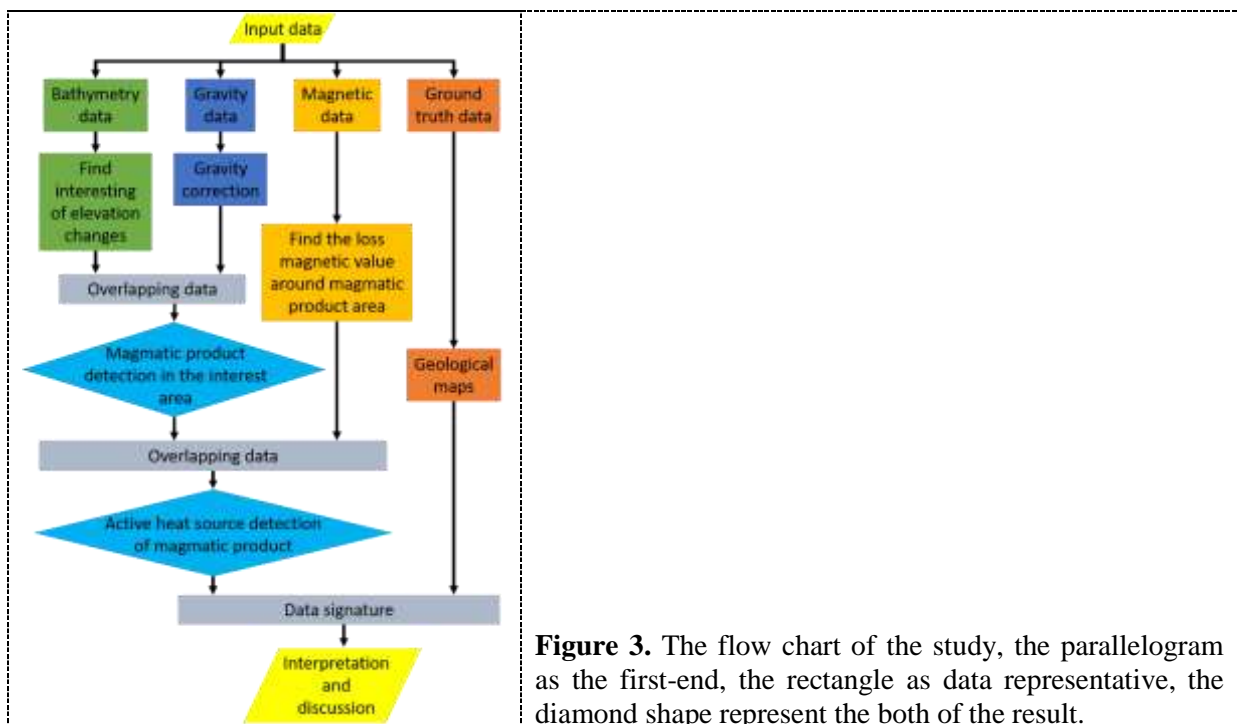 Input data
Bathymetry
data
Gravity
data
Magnetic
data
Ground
truth data
Find
interesting
of elevation
changes
Gravity
correction
Find the loss
magnetic value
around magmatic
product area
Overlapping data
Magmatic product
detection in the interest
area
Geological
maps
Overlapping data
Active heat source detection
of magmatic product
Data signature
Interpretation
and
discussion
Figure 3. The flow chart of the study, the parallelogram
as the first-end, the rectangle as data representative, the
diamond shape represent the both of the result.